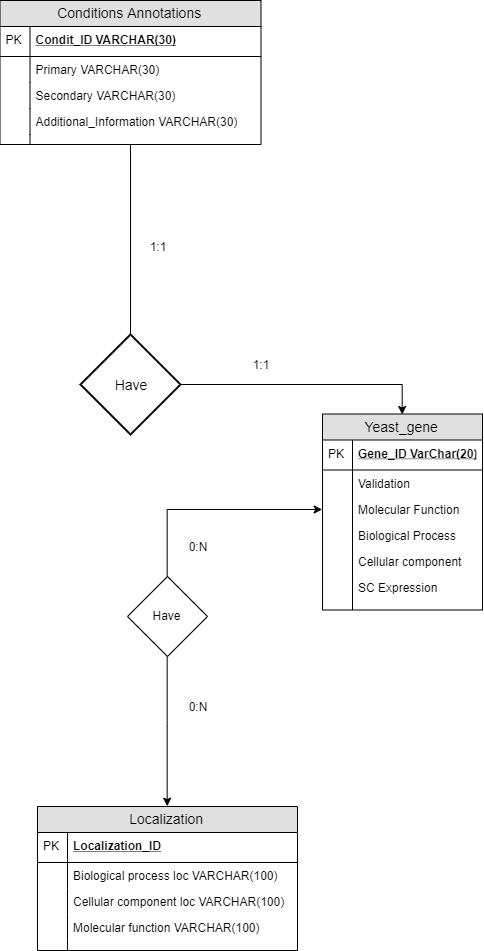 Conditions Annotations
PK Condit_ID VARCHAR(30)
Primary VARCHAR(30)
Secondary VARCHAR(30)
Additional_Information VARCHAR(30)
1:1
Have
1:1
Yeast_gene
PK Gene_ID VarChar(20)
Validation
Molecular Function
Biological Process
Cellular component
SC Expression
0:N
Have
0:N
Localization
PK Localization_ID
Biological process loc VARCHAR(100)
Cellular component loc VARCHAR(100)
Molecular function VARCHAR(100)